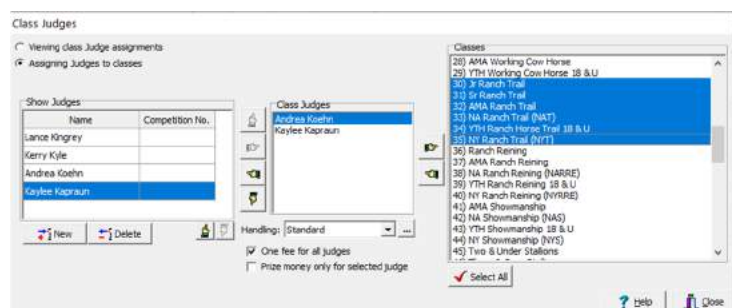 Class Judges
Viewing class Judge assignments
Assigning Judges to classes
Show Judges
Name Competition No.
Lance Kingrey
Kerry Kyle
Andrea Koehn
Kaylee Kapraun
New Delete
Class Judges
Andrea Koehn
Kaylee Kapraun
Handling: Standard ...
One fee for all judges
Prize money only for selected judge
Classes
28) AMA Working Cow Horse
29) YTH Working Cow Horse 18 & U
30) Jr Ranch Trail
31) Sr Ranch Trail
32) AMA Ranch Trail
33) NA Ranch Trail (NAT)
34) YTH Ranch Horse Trail 18 & U
35) NY Ranch Trail (NYT)
36) Ranch Reining
37) AMA Ranch Reining
38) NA Ranch Reining (NARRE)
39) YTH Ranch Reining 18 & U
40) NY Ranch Reining (NYRRE)
41) AMA Showmanship
42) NA Showmanship (NAS)
43) YTH Showmanship 18 & U
44) NY Showmanship (NYS)
45) Two & Under Stallions
Select All
Help Close